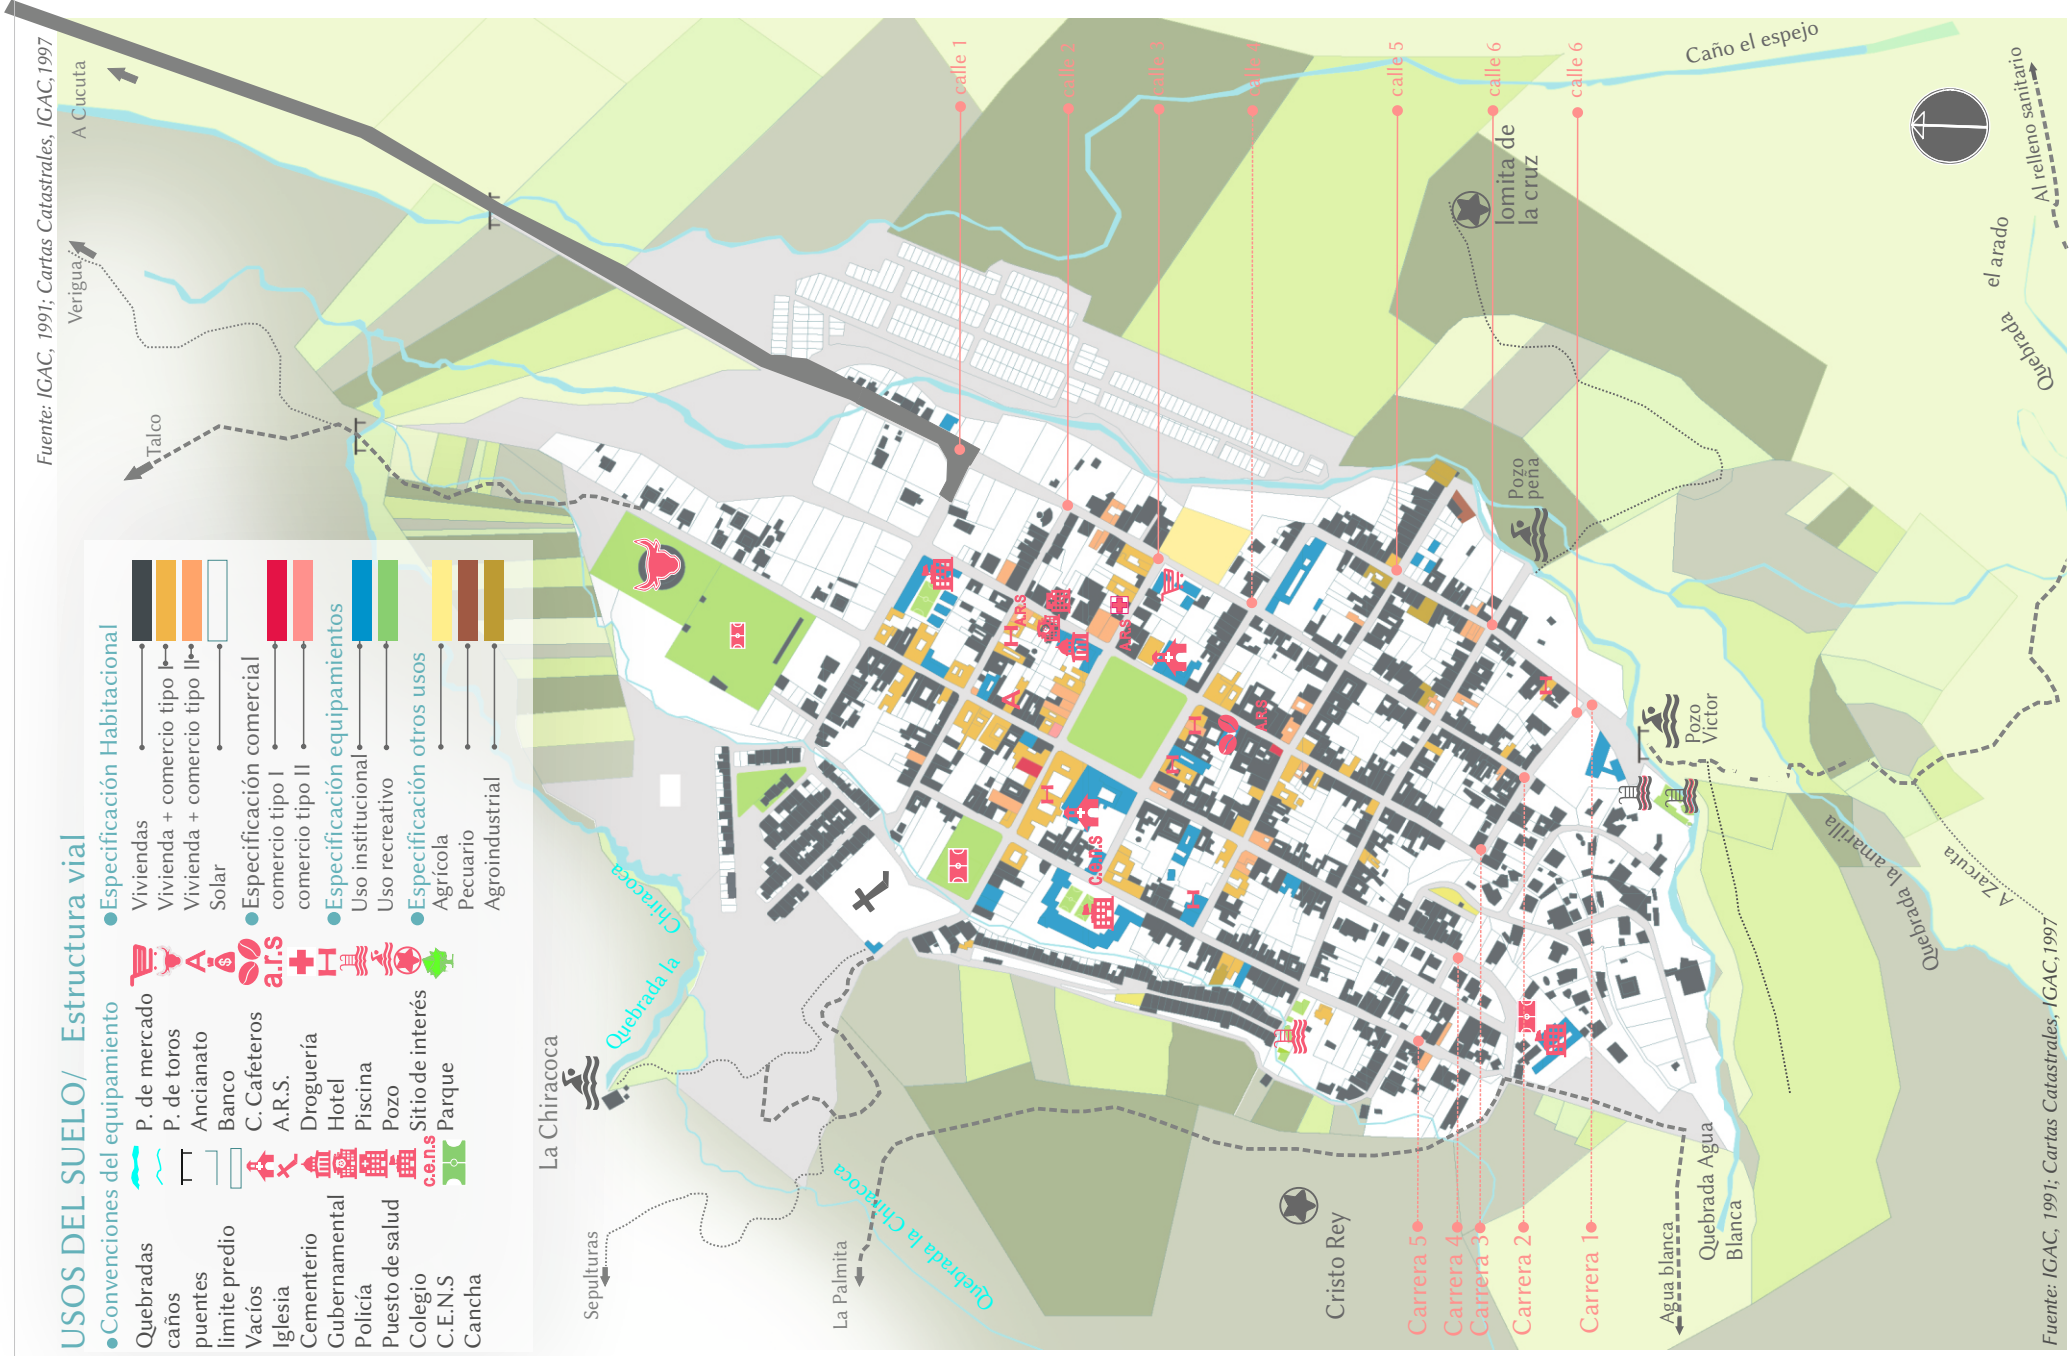 USOS DEL SUELO/ Estructura vial
Convenciones del equipamiento
Quebradas
caños
puentes
limite predio
Vacíos
Iglesia
Cementerio
Gubernamental
Policía
Puesto de salud
Colegio
C.E.N.S
Cancha
c.e.n.s
P. de mercado
P. de toros
Ancianato
Banco
C. Cafeteros
A.R.S.
Droguería
Hotel
Piscina
Pozo
Sitio de interés
Parque
A
$
a.r.s
H
Especificación Habitacional
Viviendas
Vivienda + comercio tipo I
Vivienda + comercio tipo II
Solar
Especificación comercial
comercio tipo I
comercio tipo II
Especificación equipamientos
Uso institucional
Uso recreativo
Especificación otros usos
Agrícola
Pecuario
Agroindustrial
Fuente: IGAC, 1991; Cartas Catastrales, IGAC,1997
A Cucuta
Verigua
Talco
calle 1
calle 2
calle 3
calle 4
calle 5
calle 6
calle 6
Caño el espejo
Al relleno sanitario
lomita de
la cruz
el arado
Quebrada
Pozo
peña
Pozo
Victor
Quebrada la amarilla
A Zarcuta
La Chiracoca
Quebrada la
Chiracoca
Sepulturas
La Palmita
Quebrada la Chiracoca
Cristo Rey
Carrera 5
Carrera 4
Carrera 3
Carrera 2
Carrera 1
Agua blanca
Quebrada Agua
Blanca
A.R.S
H
A.R.S
A
H
H
A.R.S
H
H
c.e.n.s
H
H
Fuente: IGAC, 1991; Cartas Catastrales, IGAC,1997